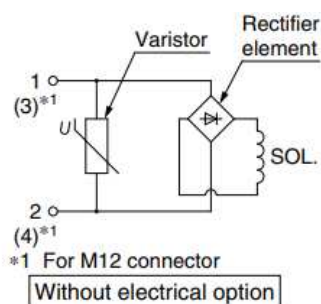 Varistor
Rectifier
element
1
(3)*1
U
SOL.
2
(4)*1
*1 For M12 connector
Without electrical option